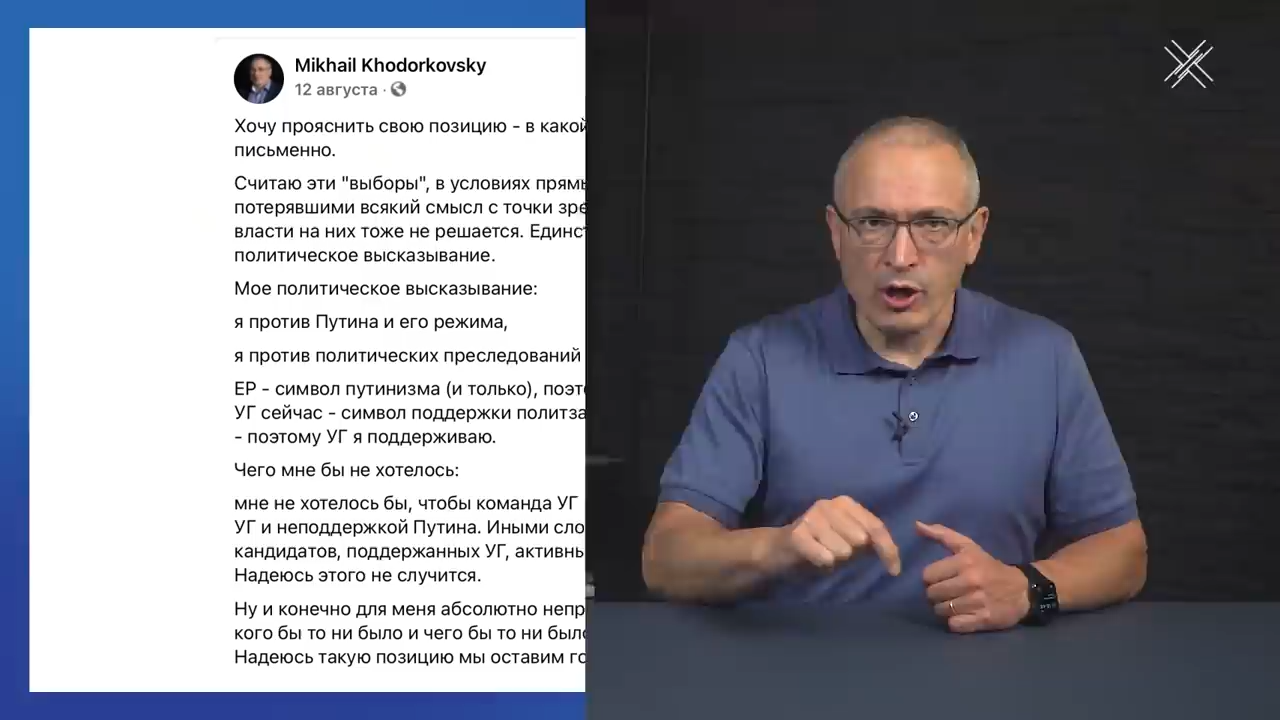 Mikhail Khodorkovsky
12 августа
Хочу прояснить свою позицию - в какой
письменно.
Считаю эти "выборы", в условиях прямы
потерявшими всякий смысл с точки зре
власти на них тоже не решается. Единст
политическое высказывание.
Мое политическое высказывание:
я против Путина и его режима,
я против политических преследований
ЕР - символ путинизма (и только), поэто
УГ сейчас - символ поддержки политза
- поэтому УГ я поддерживаю.
Чего мне бы не хотелось:
мне не хотелось бы, чтобы команда УГ
УГ и неподдержкой Путина. Иными сло
кандидатов, поддержанных УГ, активнь
Надеюсь этого не случится.
Ну и конечно для меня абсолютно непр
кого бы то ни было и чего бы то ни было
Надеюсь такую позицию мы оставим го